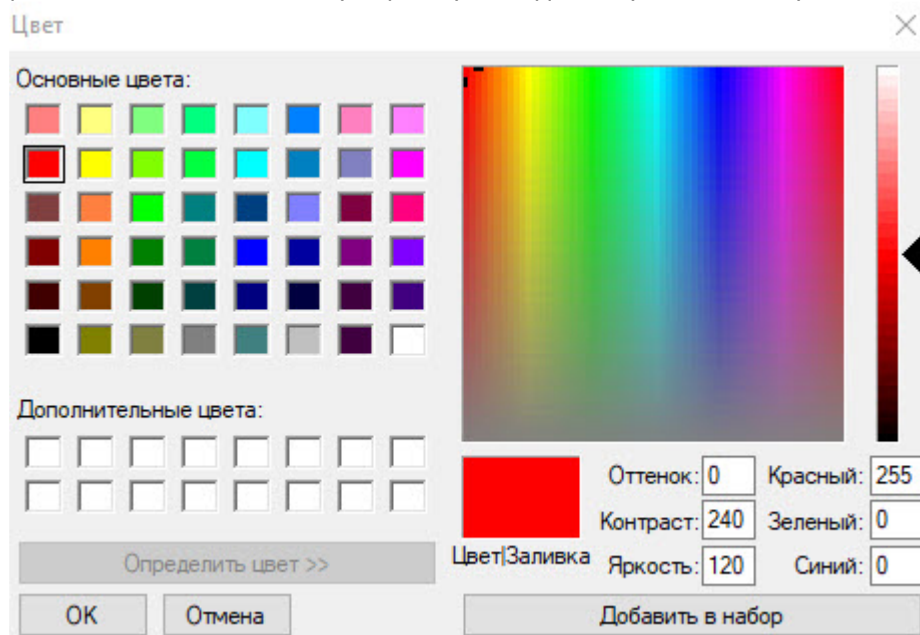 Цвет
Основные цвета:
Дополнительные цвета:
Определить цвет >>
OK
Отмена
Цвет|Заливка
Оттенок: 0
Красный: 255
Контраст: 240
Зеленый: 0
Яркость: 120
Синий: 0
Добавить в набор